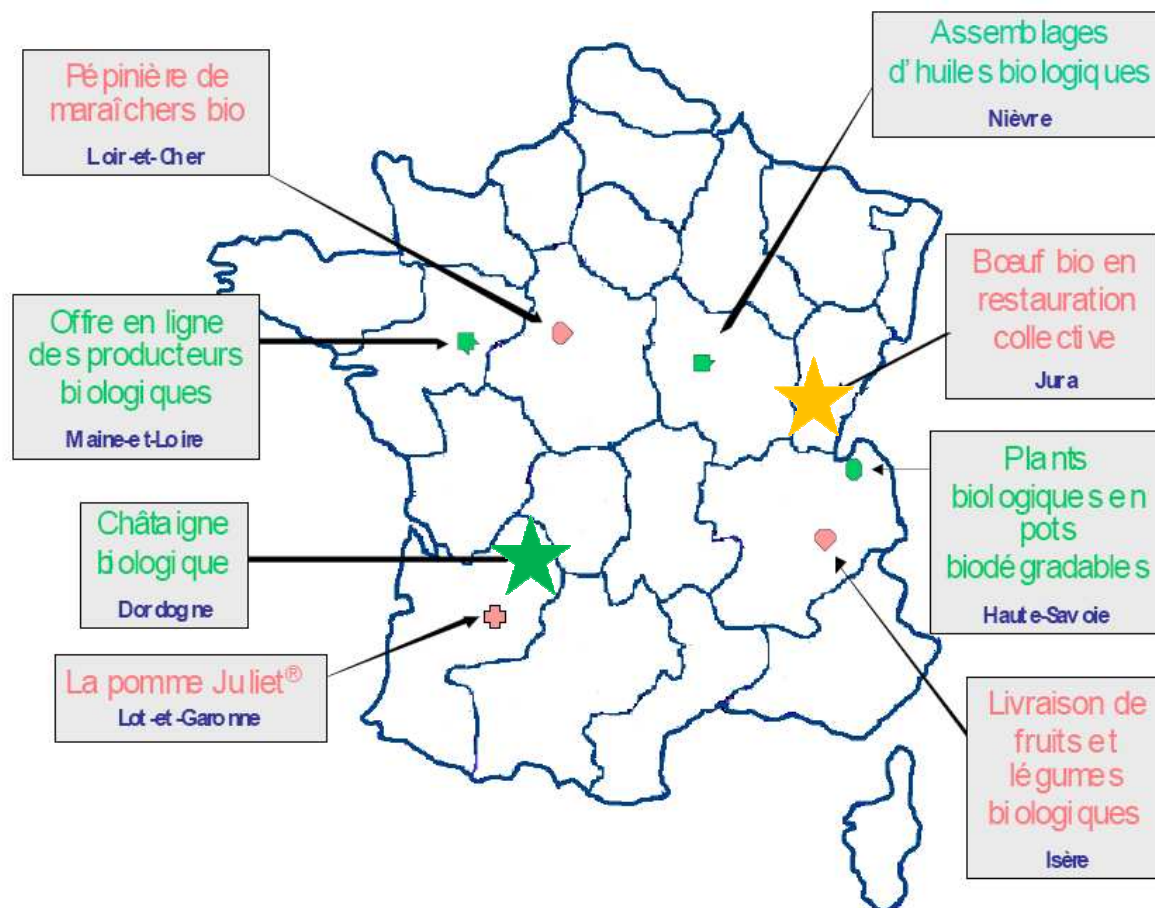 Pépinière de
maraîchers bio
Loir-et-Cher
Assemblages
d'huiles biologiques
Nièvre
Offre en ligne
des producteurs
biologiques
Maine-et-Loire
Bœuf bio en
restauration
collective
Jura
Châtaigne
biologique
Dordogne
Plants
biologiques en
pots
biodégradables
Haute-Savoie
La pomme Juliet®
Lot-et-Garonne
Livraison de
fruits et
légumes
biologiques
Isère